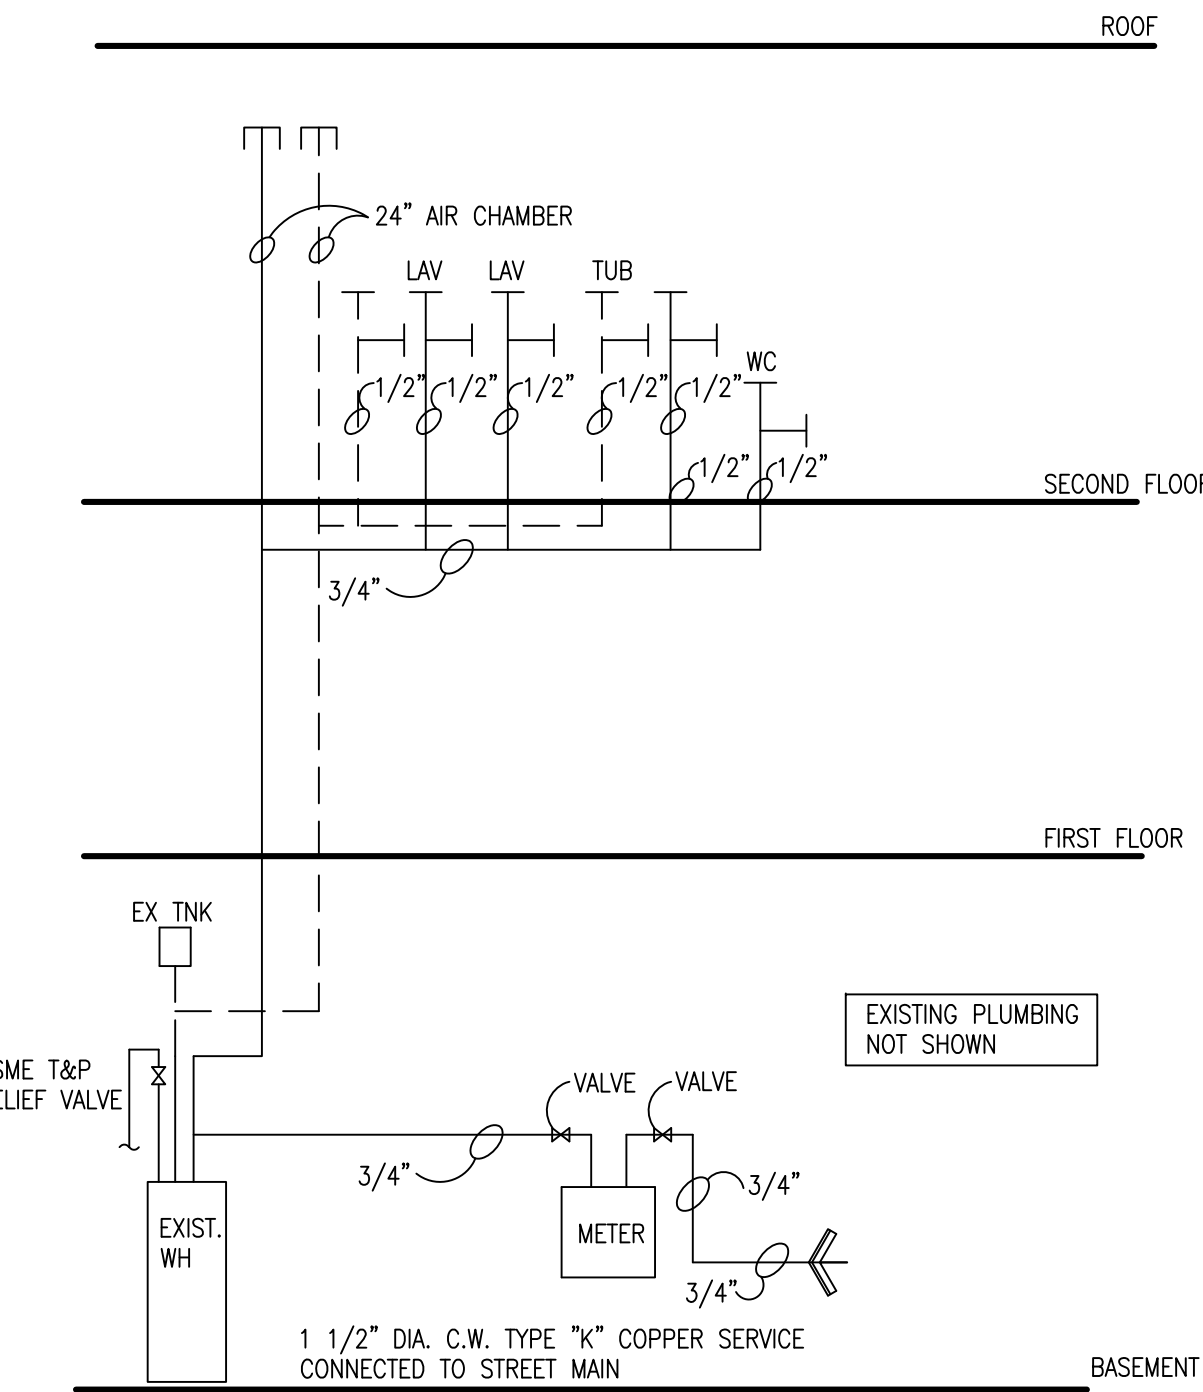 ROOF
24” AIR CHAMBER
LAV
LAV
TUB
WC
1/2”
1/2”
1/2”
1/2”
1/2”
1/2”
1/2”
SECOND FLOOR
3/4”
FIRST FLOOR
EX TNK
EXISTING PLUMBING
NOT SHOWN
SME T&P
ELIEF VALVE
VALVE
VALVE
3/4”
3/4”
METER
EXIST.
WH
3/4”
1 1/2” DIA. C.W. TYPE ”K” COPPER SERVICE
CONNECTED TO STREET MAIN
BASEMENT